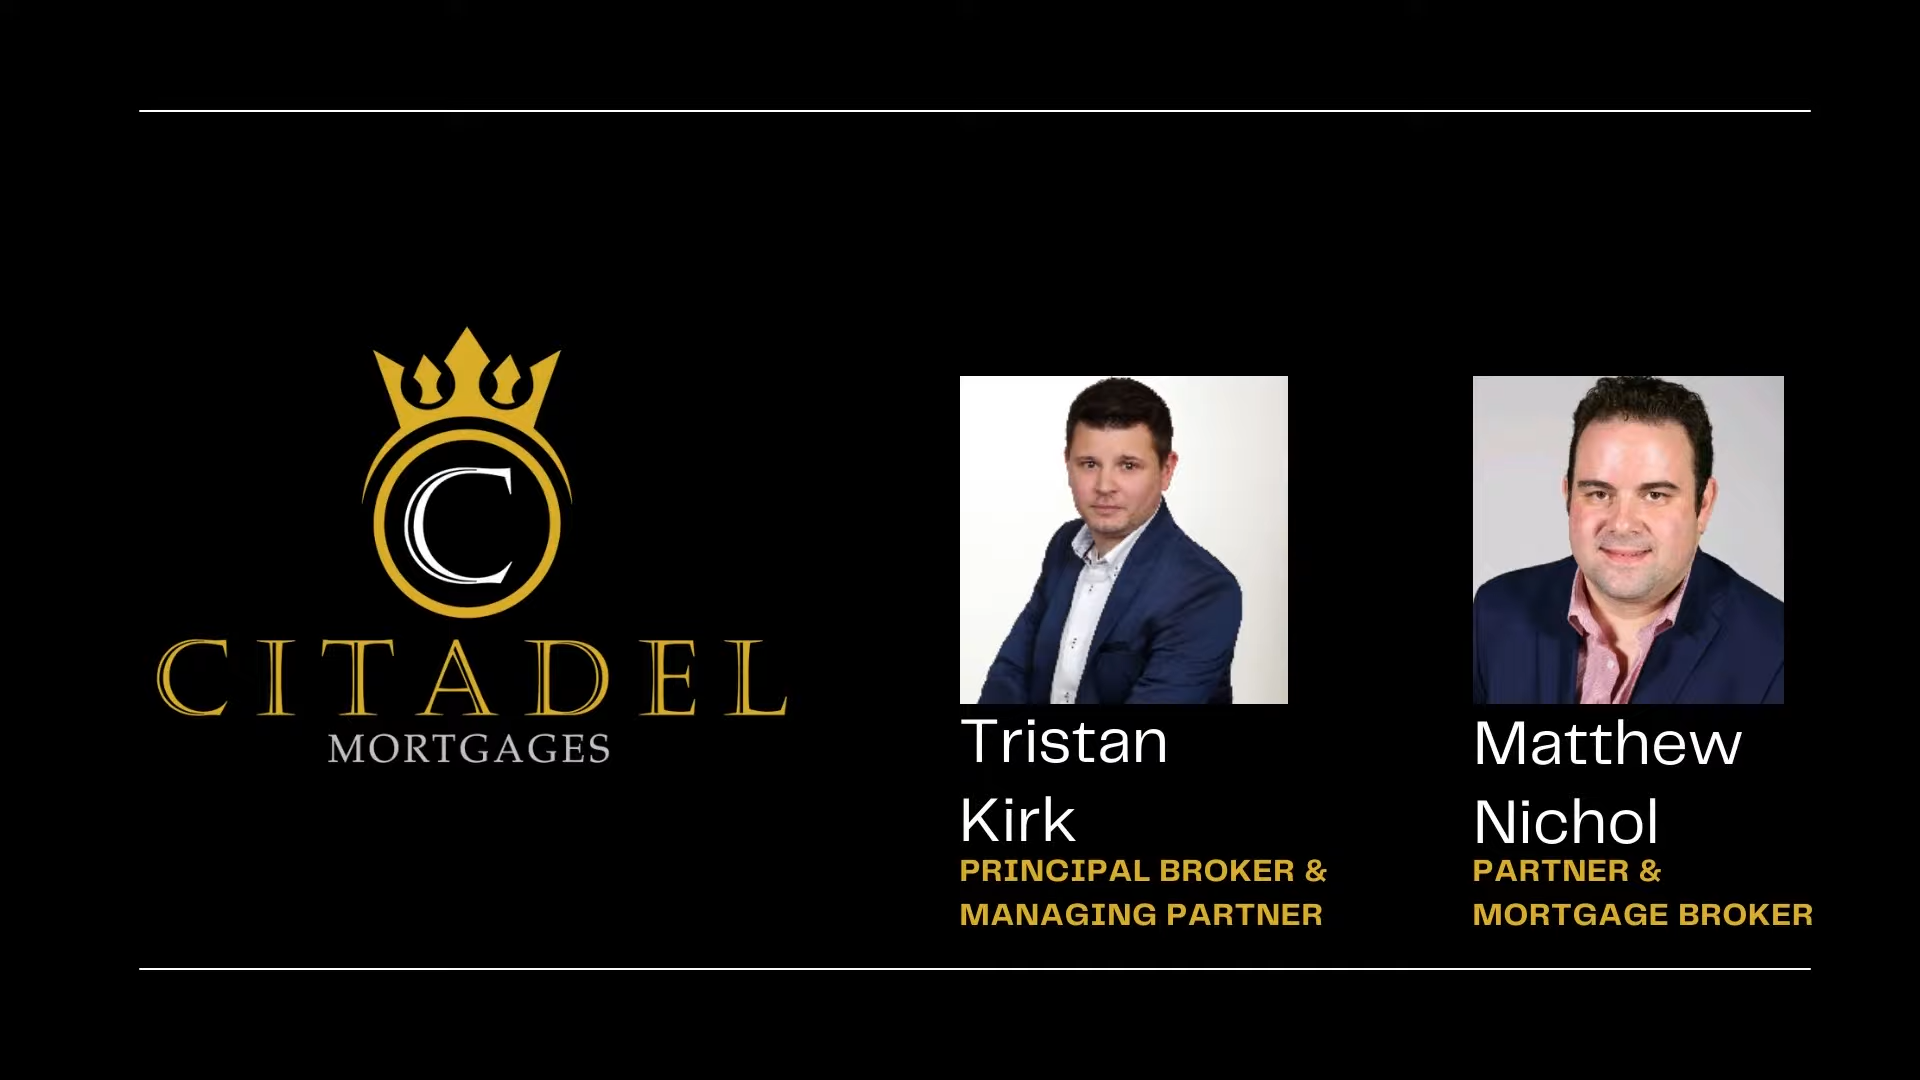 C
CITADEL
MORTGAGES
Tristan
Kirk
PRINCIPAL BROKER &
MANAGING PARTNER
Matthew
Nichol
PARTNER &
MORTGAGE BROKER